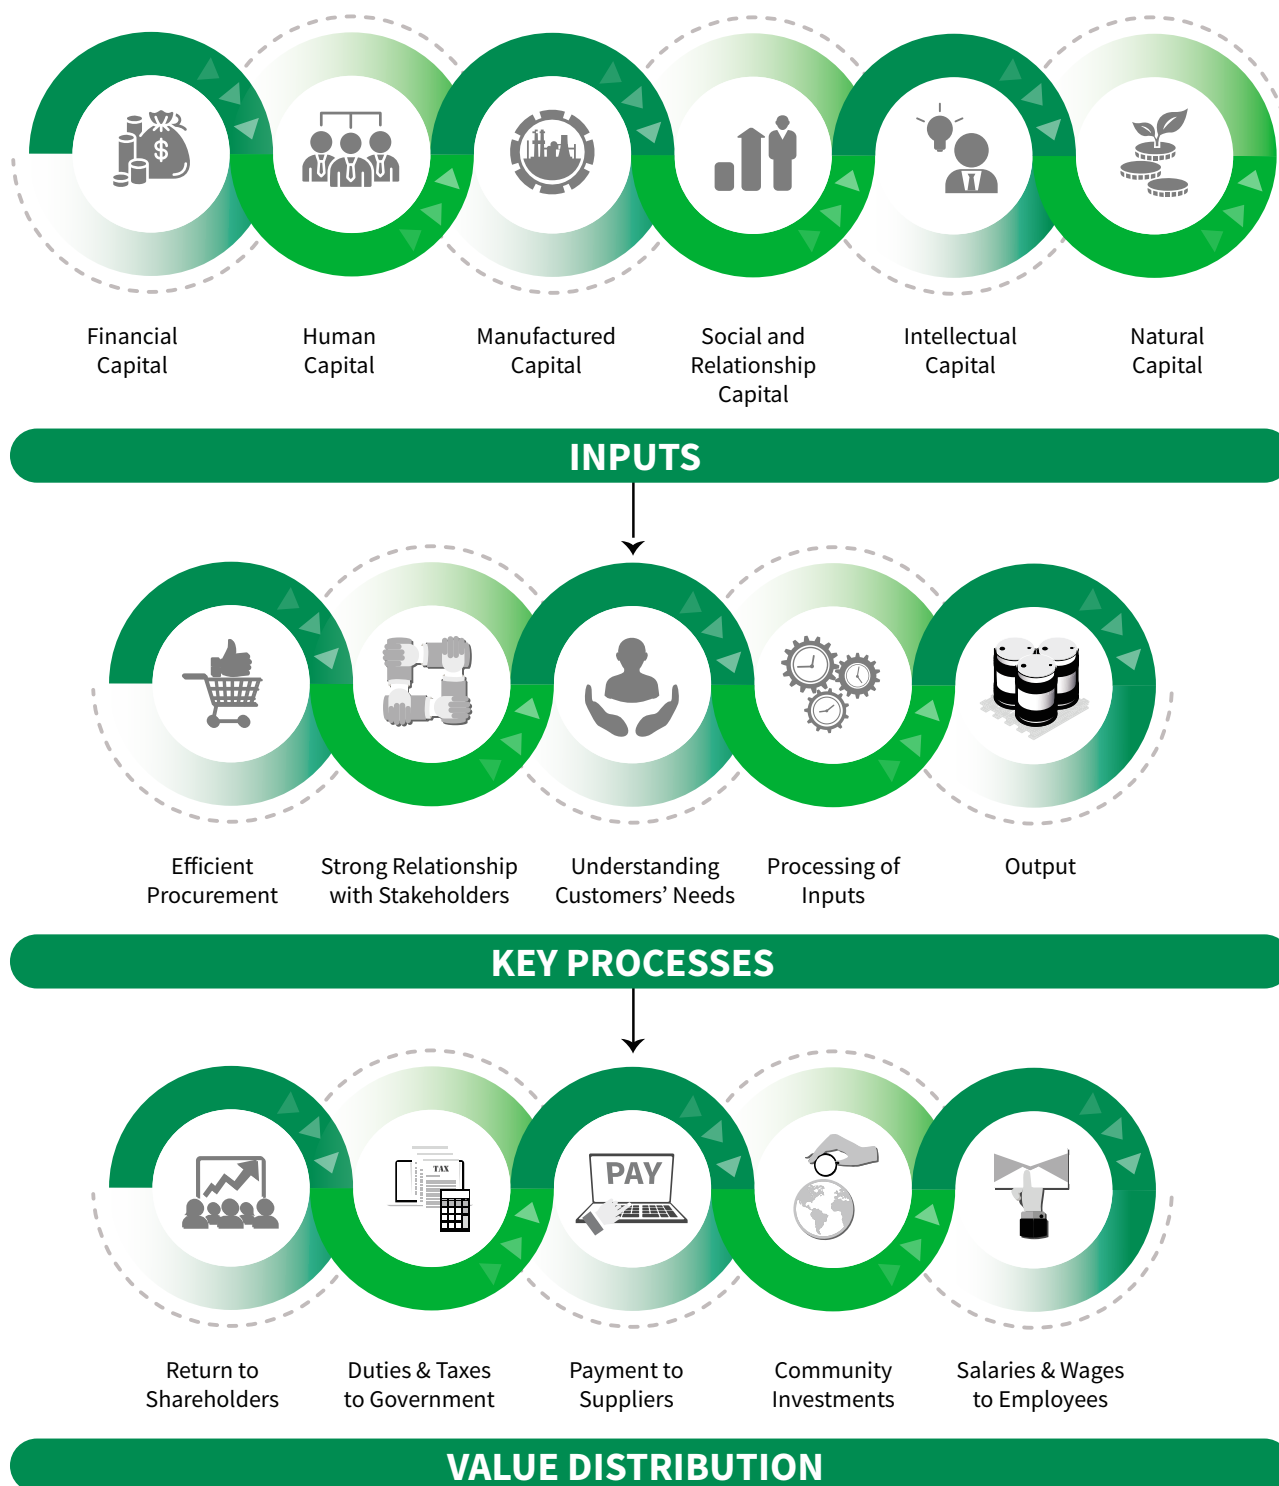 $
Financial
Capital
Human
Capital
Manufactured
Capital
Social and
Relationship
Capital
Intellectual
Capital
Natural
Capital
INPUTS
Efficient
Procurement
Strong Relationship
with Stakeholders
Understanding
Customers’ Needs
Processing of
Inputs
Output
KEY PROCESSES
TAX
PAY
Return to
Shareholders
Duties & Taxes
to Government
Payment to
Suppliers
Community
Investments
Salaries & Wages
to Employees
VALUE DISTRIBUTION